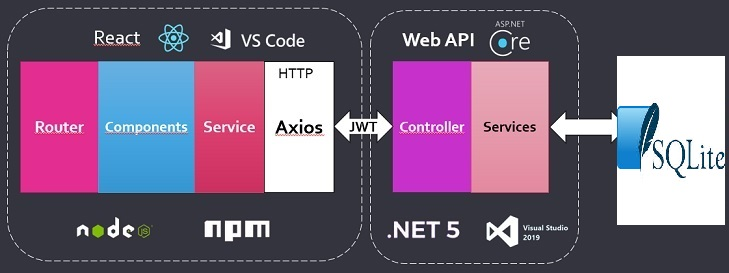 React
VS Code
HTTP
Router
Components
Service
Axios
node
JS
npm
JWT
Web API
ASP.NET
Core
Controller
Services
.NET 5
Visual Studio
2019
SQLite